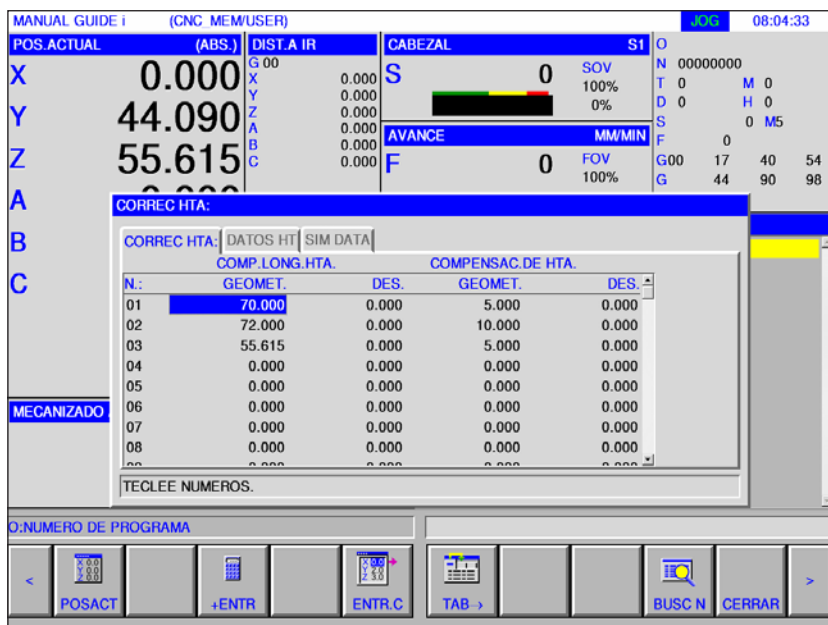 MANUAL GUIDE i (CNC_MEM/USER) JOG 08:04:33
POS.ACTUAL (ABS.) DIST.A IR CABEZAL S1 O
G 00 N 00000000
X 0.000 X 0.000 S 0 SOV 100% 0% T 0 M 0
Y 0.000 D 0 H 0
Y 44.090 Z 0.000 S 0 M5
A 0.000 AVANCE MM/MIN F 0
B 0.000
Z 55.615 C 0.000 F 0 FOV 100% G00 17 40 54
G 44 90 98
A
CORREC HTA:
B
CORREC HTA: DATOS HT SIM DATA
COMP.LONG.HTA. COMPENSAC.DE HTA.
C
N.: GEOMET. DES. GEOMET. DES.
01 70.000 0.000 5.000 0.000
02 72.000 0.000 10.000 0.000
03 55.615 0.000 5.000 0.000
04 0.000 0.000 0.000 0.000
05 0.000 0.000 0.000 0.000
MECANIZADO
06 0.000 0.000 0.000 0.000
07 0.000 0.000 0.000 0.000
08 0.000 0.000 0.000 0.000
TECLEE NUMEROS.
O:NUMERO DE PROGRAMA
< POSACT +ENTR ENTR.C TAB→ BUSC N CERRAR >